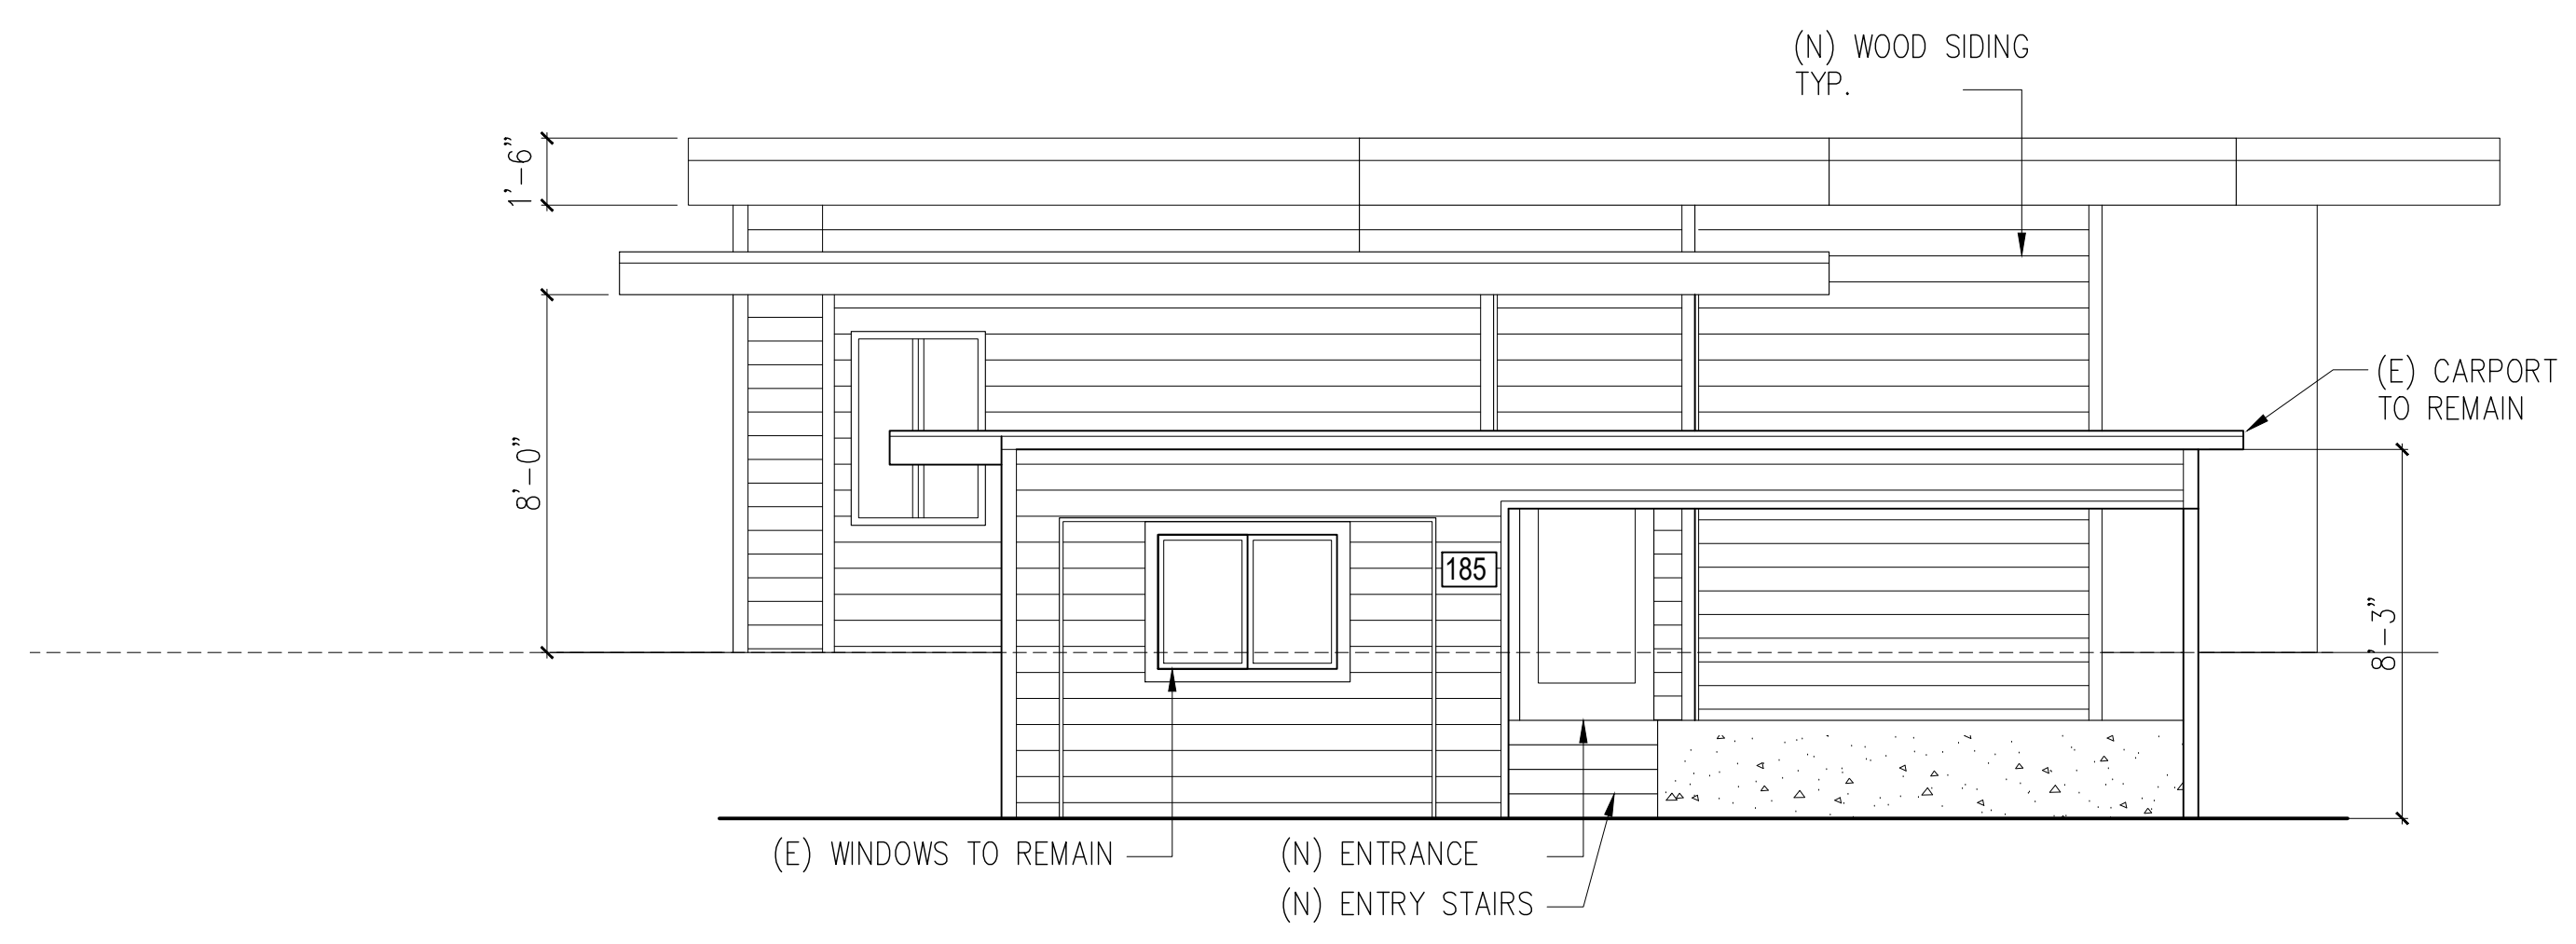 (N) WOOD SIDING
TYP.
1'-6"
(E) CARPORT
TO REMAIN
8'-0"
185
8'-3"
(E) WINDOWS TO REMAIN
(N) ENTRANCE
(N) ENTRY STAIRS